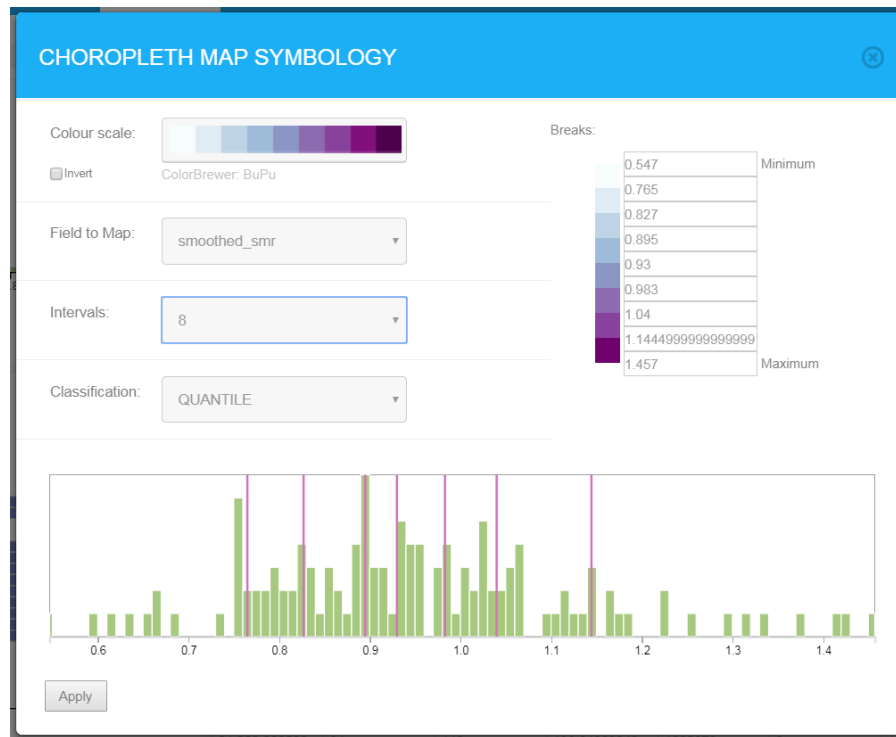 CHOROPLETH MAP SYMBOLOGY
Colour scale:
Invert
ColorBrewer: BuPu
Field to Map:
smoothed_smr
Intervals:
8
Classification:
QUANTILE
Breaks:
0.547 Minimum
0.765
0.827
0.895
0.93
0.983
1.04
1.1444999999999999
1.457 Maximum
0.6 0.7 0.8 0.9 1.0 1.1 1.2 1.3 1.4
Apply